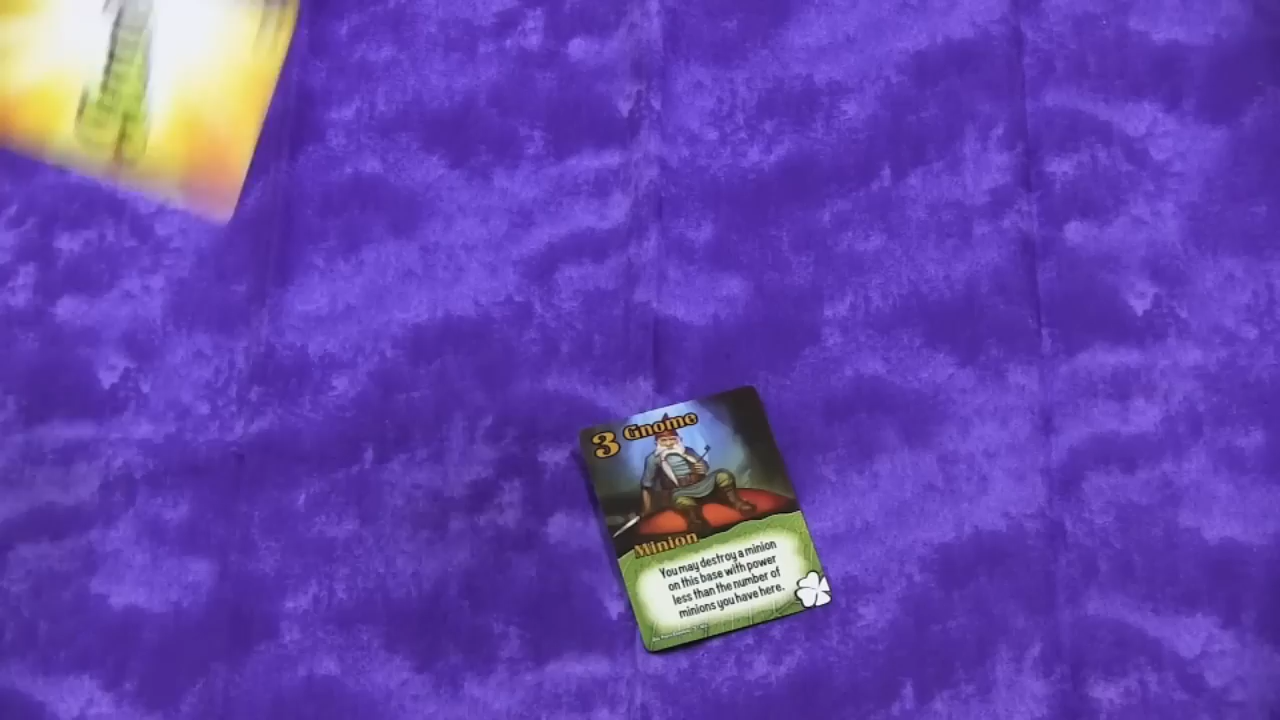 3 Gnome
Minion
You may destroy a minion
on this base with power
less than the number of
minions you have here.